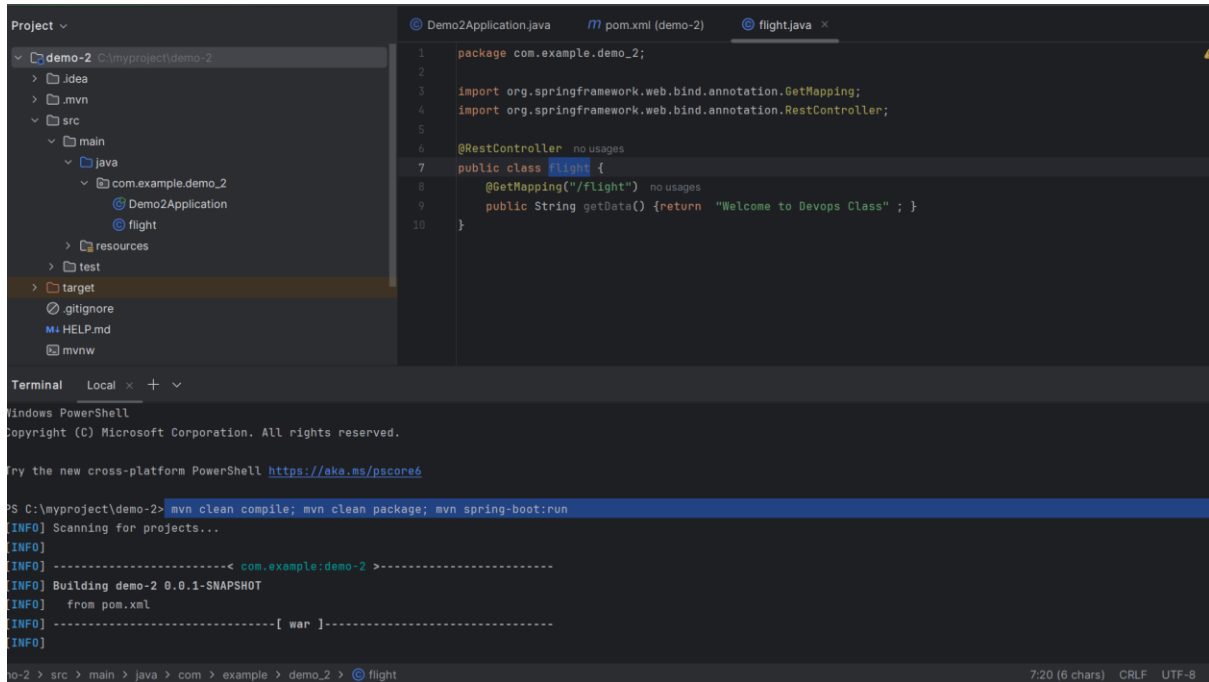 Project
demo-2 C:\myproject\demo-2
.idea
.mvn
src
main
java
com.example.demo_2
Demo2Application
flight
resources
test
target
.gitignore
HELP.md
mvnw
Demo2Application.java
pom.xml (demo-2)
flight.java
1 package com.example.demo_2;
2
3 import org.springframework.web.bind.annotation.GetMapping;
4 import org.springframework.web.bind.annotation.RestController;
5
6 @RestController no usages
7 public class flight {
8 @GetMapping("/flight") no usages
9 public String getData() {return "Welcome to Devops Class" ; }
10 }
Terminal Local
Windows PowerShell
Copyright (C) Microsoft Corporation. All rights reserved.
Try the new cross-platform PowerShell https://aka.ms/pscore6
PS C:\myproject\demo-2> mvn clean compile; mvn clean package; mvn spring-boot:run
[INFO] Scanning for projects...
[INFO]
[INFO] -------------------------< com.example:demo-2 >-------------------------
[INFO] Building demo-2 0.0.1-SNAPSHOT
[INFO] from pom.xml
[INFO] --------------------------------[ war ]---------------------------------
[INFO]
mo-2 > src > main > java > com > example > demo_2 > flight
7:20 (6 chars) CRLF UTF-8